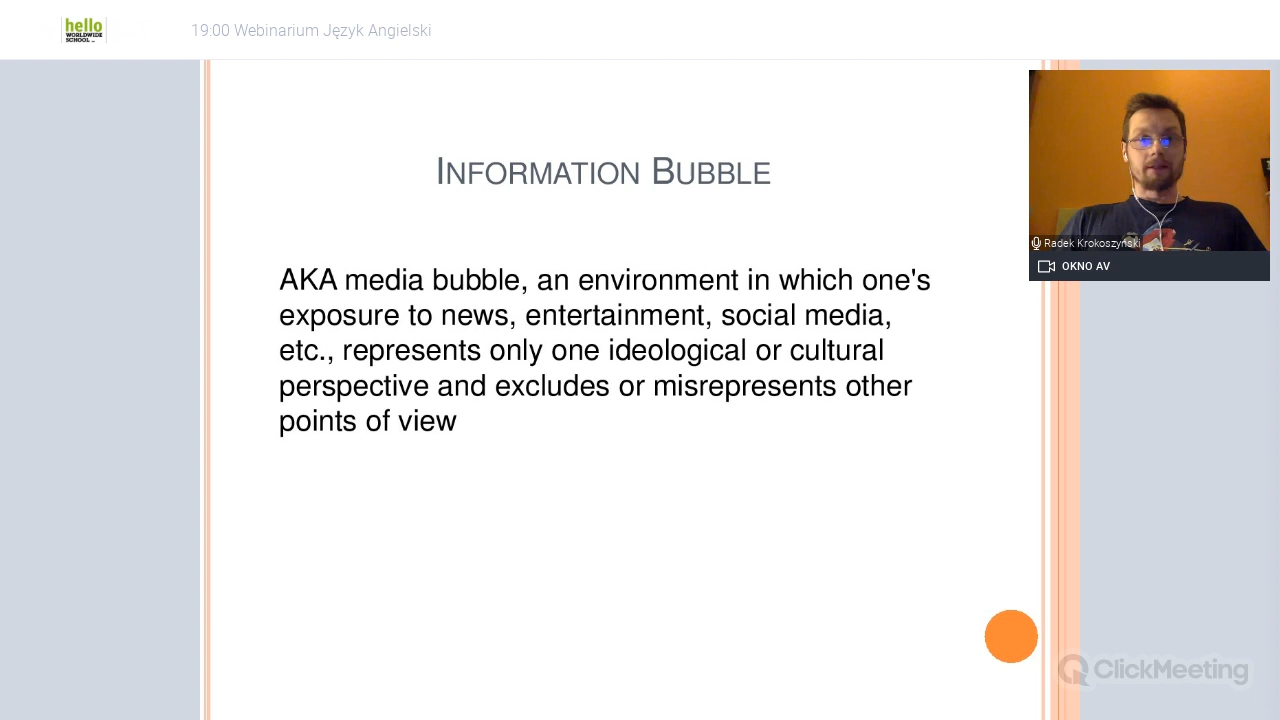 hello
WORLDWIDE
SCHOOL
19:00 Webinarium Język Angielski
INFORMATION BUBBLE
AKA media bubble, an environment in which one's
exposure to news, entertainment, social media,
etc., represents only one ideological or cultural
perspective and excludes or misrepresents other
points of view
Radek Krokoszyński
OKNO AV
ClickMeeting